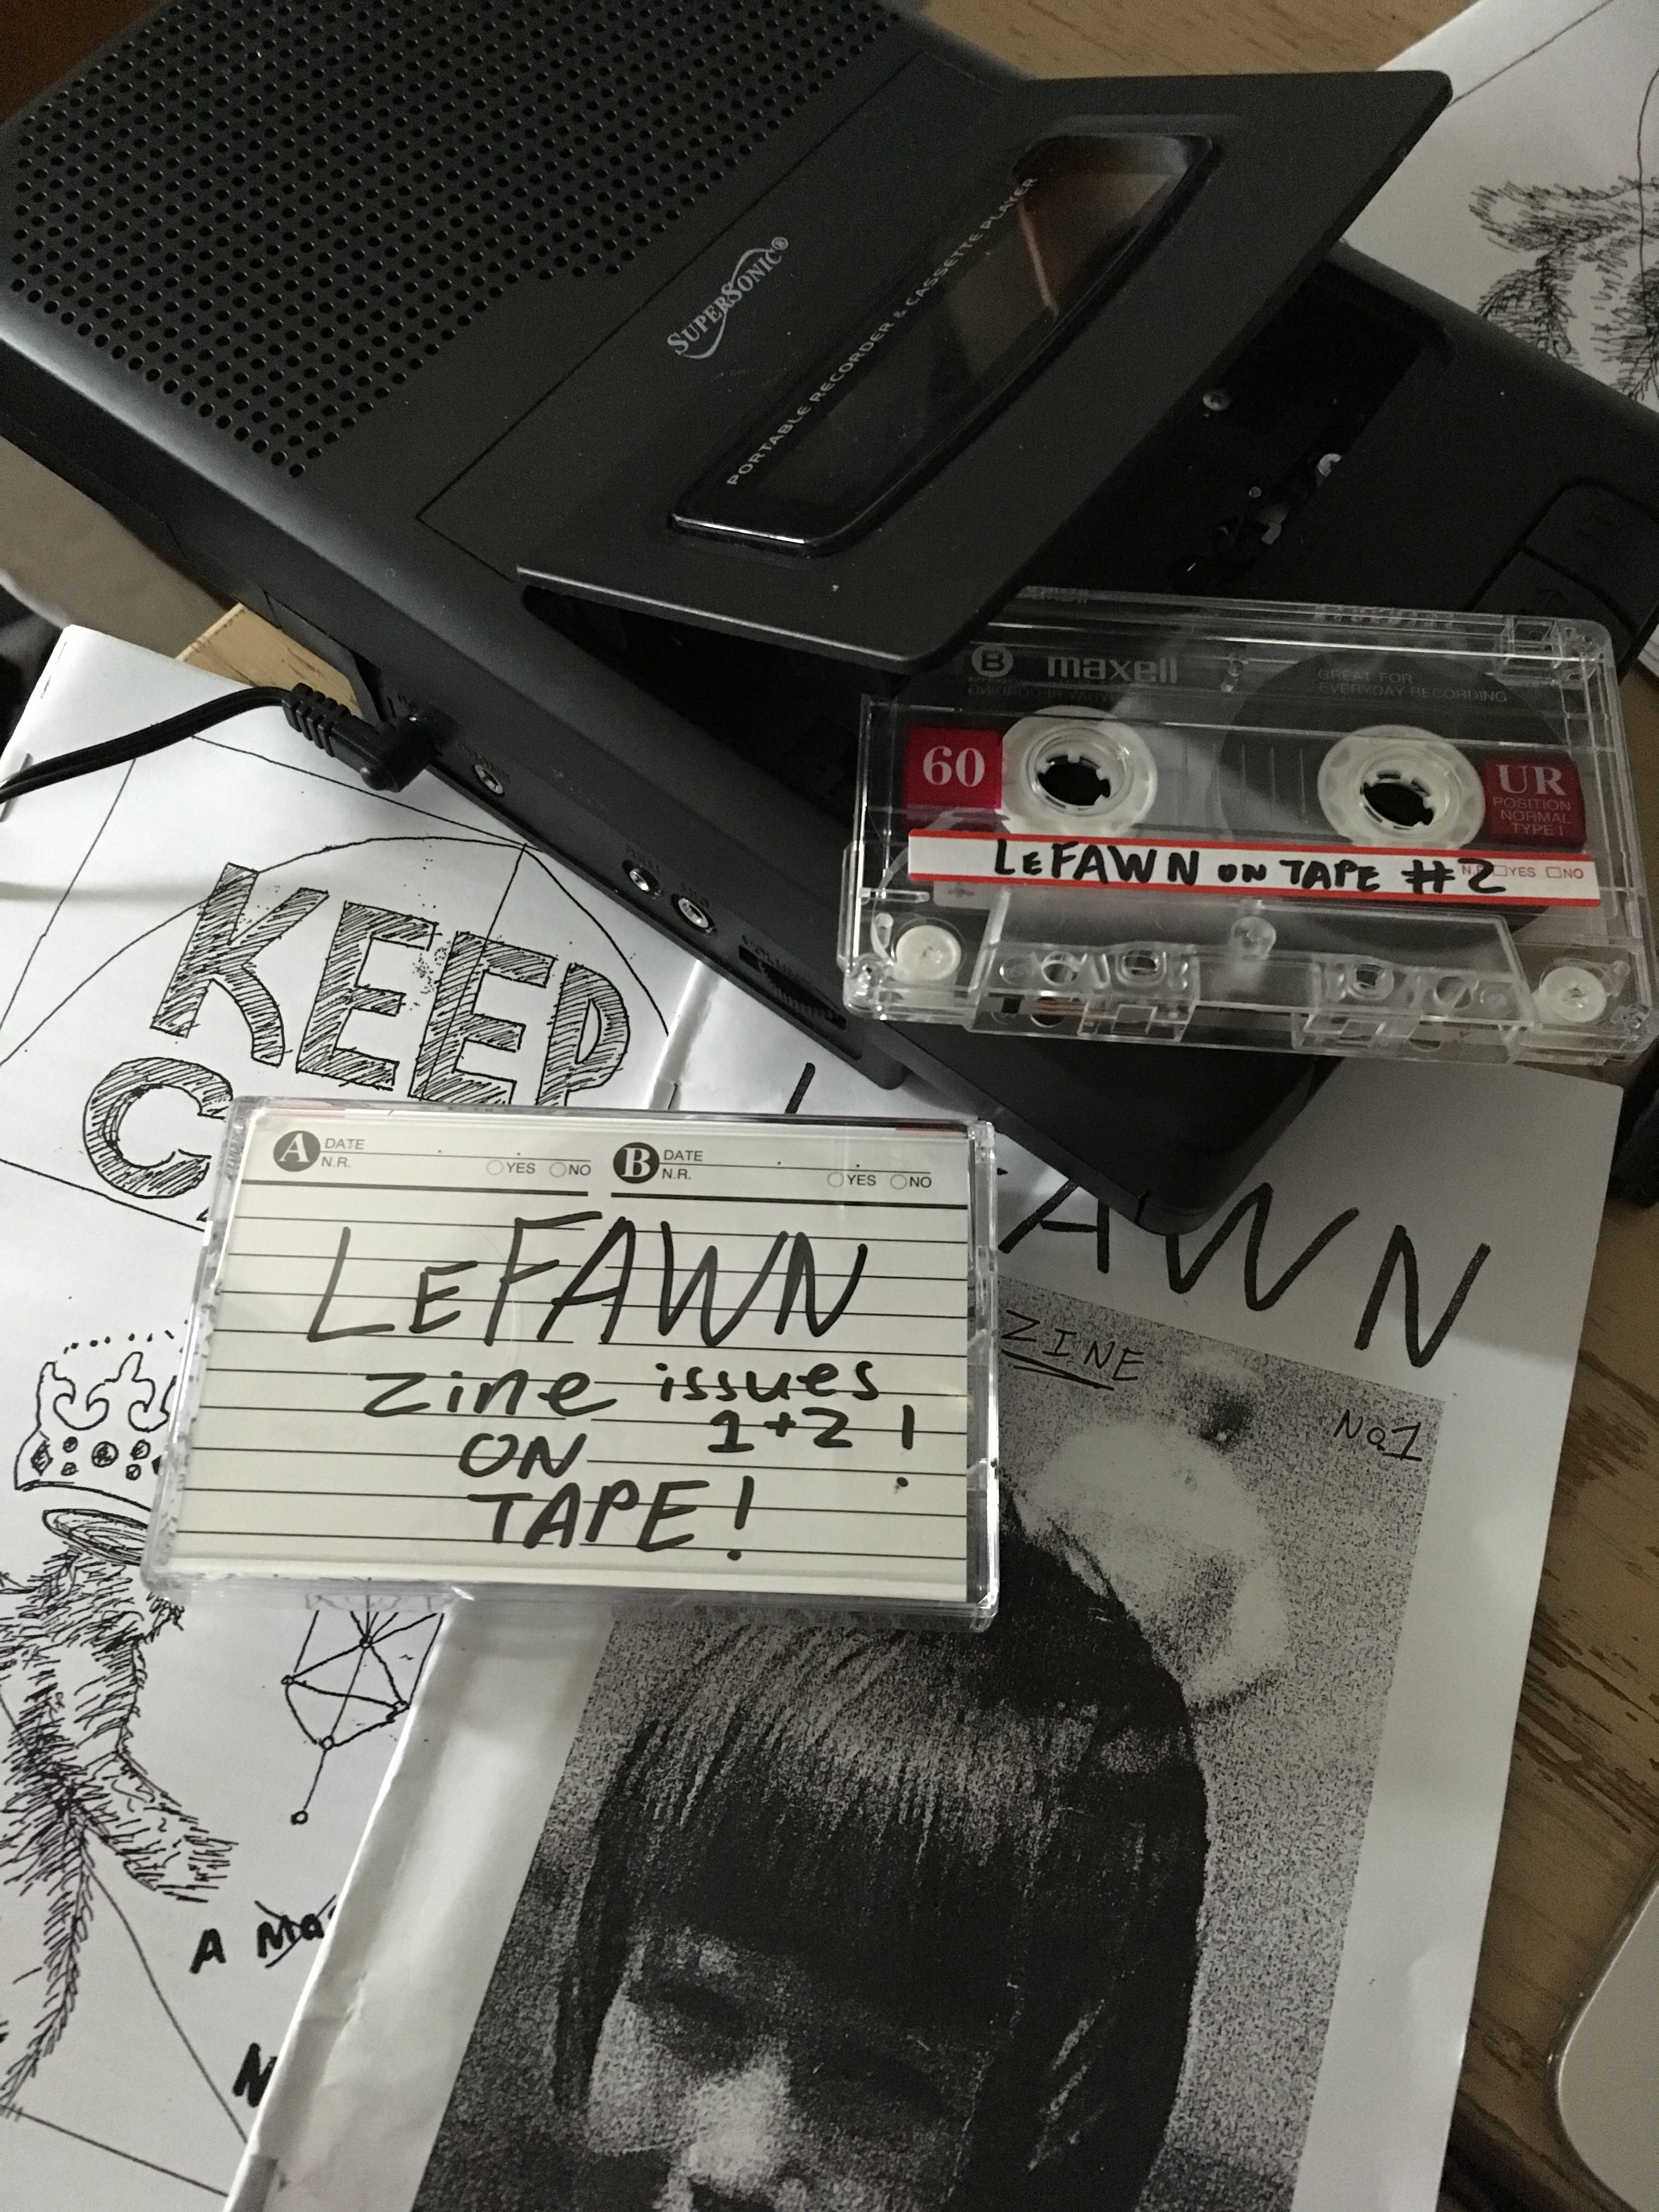 SUPERSONIC®
PORTABLE RECORDER & CASSETTE PLAYER
B maxell
GREAT FOR
EVERYDAY RECORDING
60
UR
POSITION
NORMAL
TYPE I
LEFAWN ON TAPE #2
YES NO
KEEP
A DATE
N.R. YES NO
B DATE
N.R. YES NO
LEFAWN
zine issues
1+2!
ON
TAPE!
AWN
ZINE
No1
A